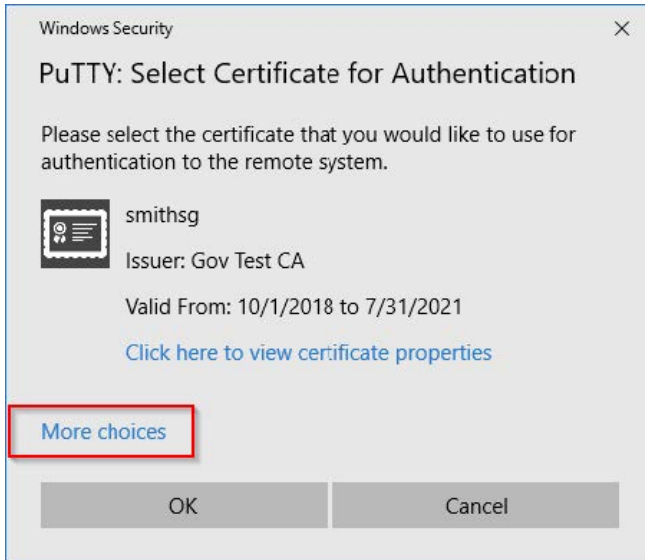 Windows Security
PuTTY: Select Certificate for Authentication
Please select the certificate that you would like to use for
authentication to the remote system.
smithsg
Issuer: Gov Test CA
Valid From: 10/1/2018 to 7/31/2021
Click here to view certificate properties
More choices
OK
Cancel